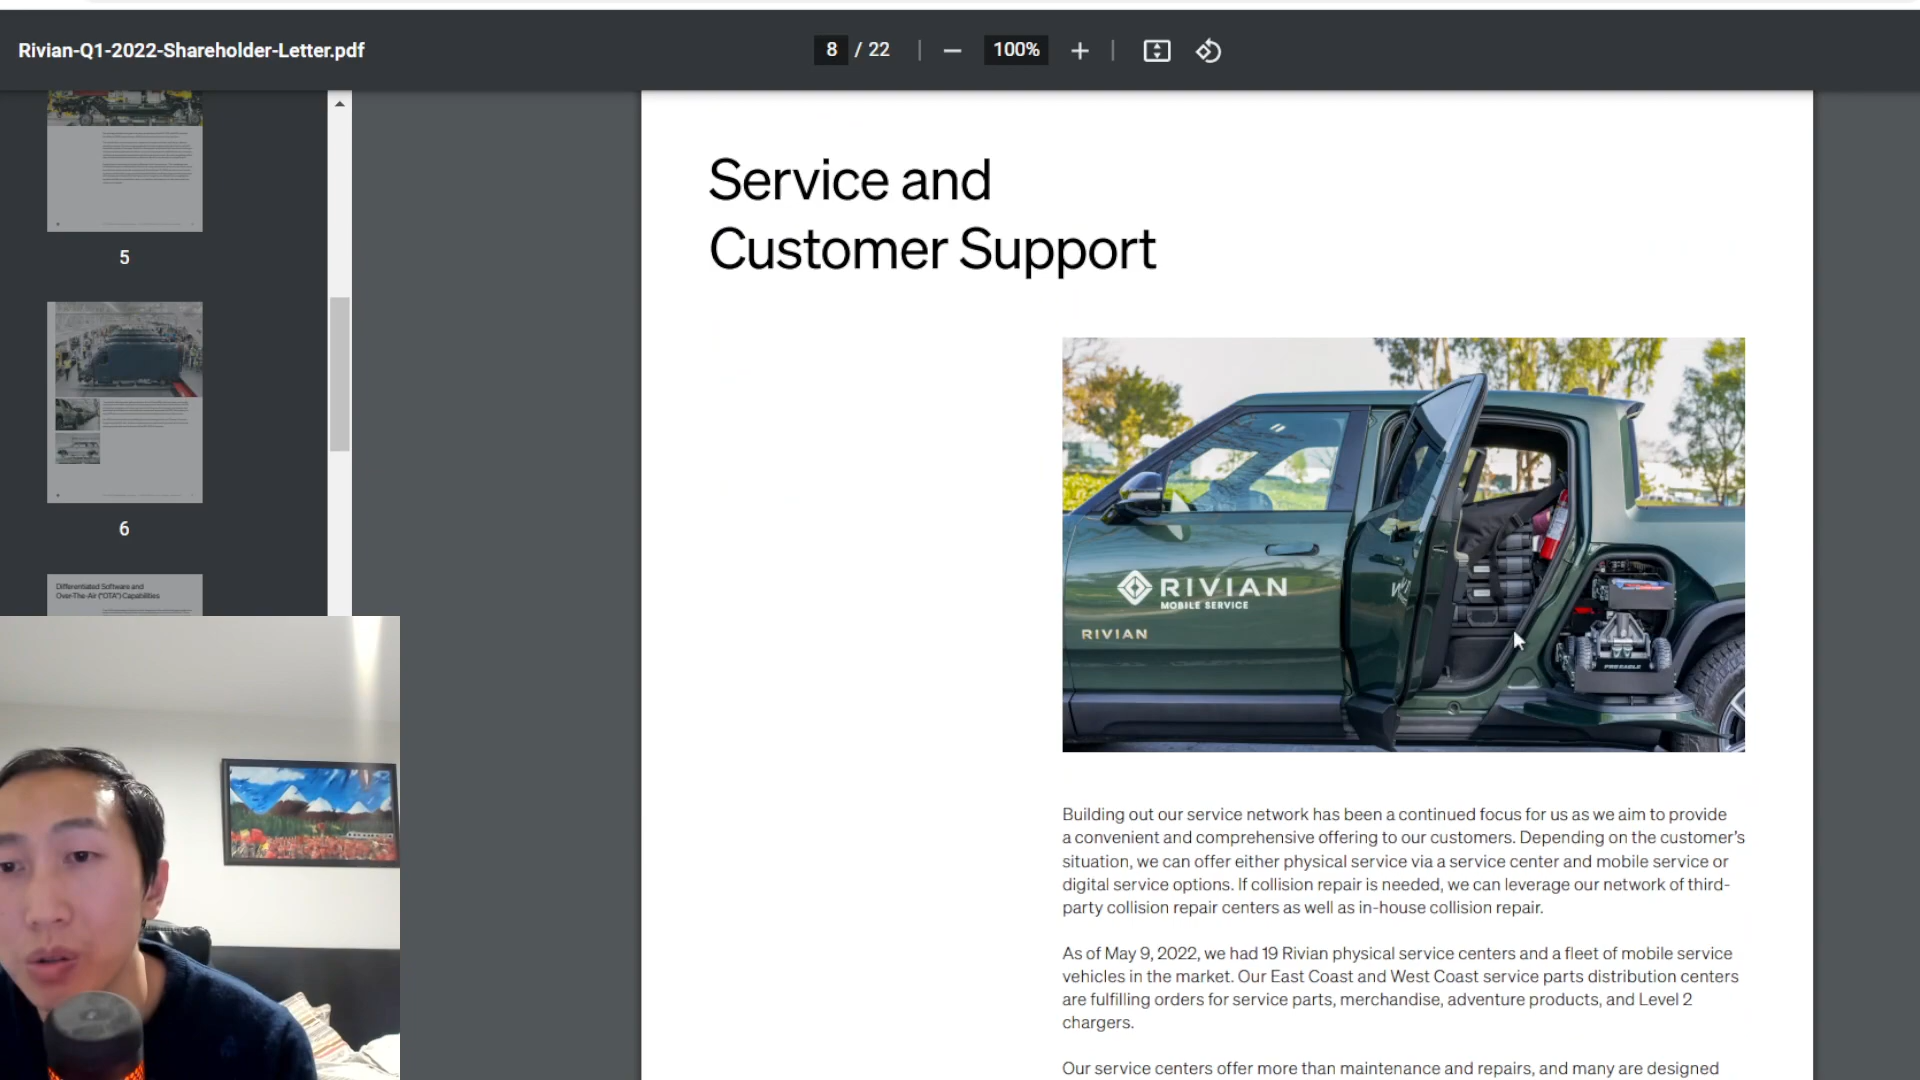 Rivian-Q1-2022-Shareholder-Letter.pdf
8 / 22
100%
5
6
Differentiated Software and
Over-The-Air ("OTA") Capabilities
Service and
Customer Support
RIVIAN
MOBILE SERVICE
RIVIAN
PRO EAGLE
Building out our service network has been a continued focus for us as we aim to provide
a convenient and comprehensive offering to our customers. Depending on the customer's
situation, we can offer either physical service via a service center and mobile service or
digital service options. If collision repair is needed, we can leverage our network of third-
party collision repair centers as well as in-house collision repair.
As of May 9, 2022, we had 19 Rivian physical service centers and a fleet of mobile service
vehicles in the market. Our East Coast and West Coast service parts distribution centers
are fulfilling orders for service parts, merchandise, adventure products, and Level 2
chargers.
Our service centers offer more than maintenance and repairs, and many are designed